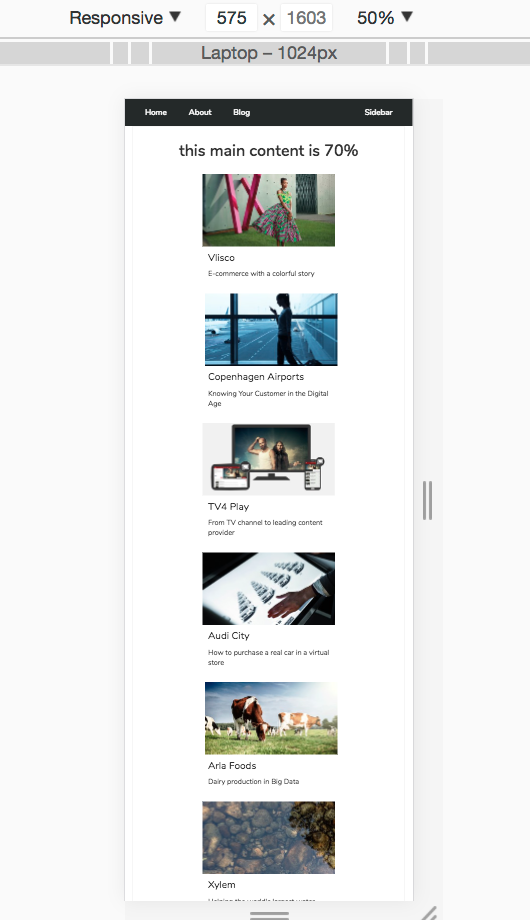 Responsive ▼ 575 × 1603 50% ▼
Laptop – 1024px
Home About Blog Sidebar
this main content is 70%
Vlisco
E-commerce with a colorful story
Copenhagen Airports
Knowing Your Customer in the Digital
Age
TV4 Play
From TV channel to leading content
provider
Audi City
How to purchase a real car in a virtual
store
Arla Foods
Dairy production in Big Data
Xylem